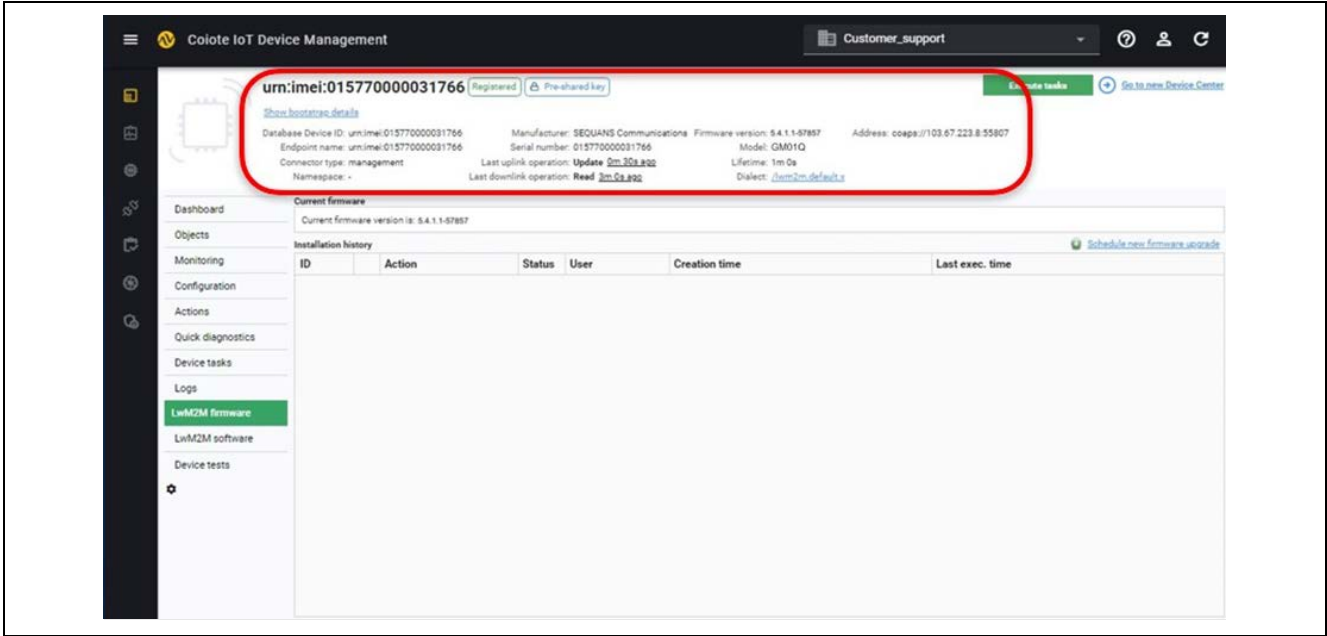 Coiote IoT Device Management
Customer_support
urn:imei:015770000031766 Registered Pre-shared key
Execute tasks
Go to new Device Center
Show bootstrap details
Database Device ID: urn:imei:015770000031766 Manufacturer: SEQUANS Communications Firmware version: 5.4.1.1-57857 Address: coaps://103.67.223.8:55807
Endpoint name: urn:imei:015770000031766 Serial number: 015770000031766 Model: GM01Q
Connector type: management Last uplink operation: Update 0m 30s ago Lifetime: 1m 0s
Namespace: - Last downlink operation: Read 3m 0s ago Dialect: /lwm2m.default.x
Dashboard
Objects
Monitoring
Configuration
Actions
Quick diagnostics
Device tasks
Logs
LwM2M firmware
LwM2M software
Device tests
Current firmware
Current firmware version is: 5.4.1.1-57857
Installation history
Schedule new firmware upgrade
ID Action Status User Creation time Last exec. time